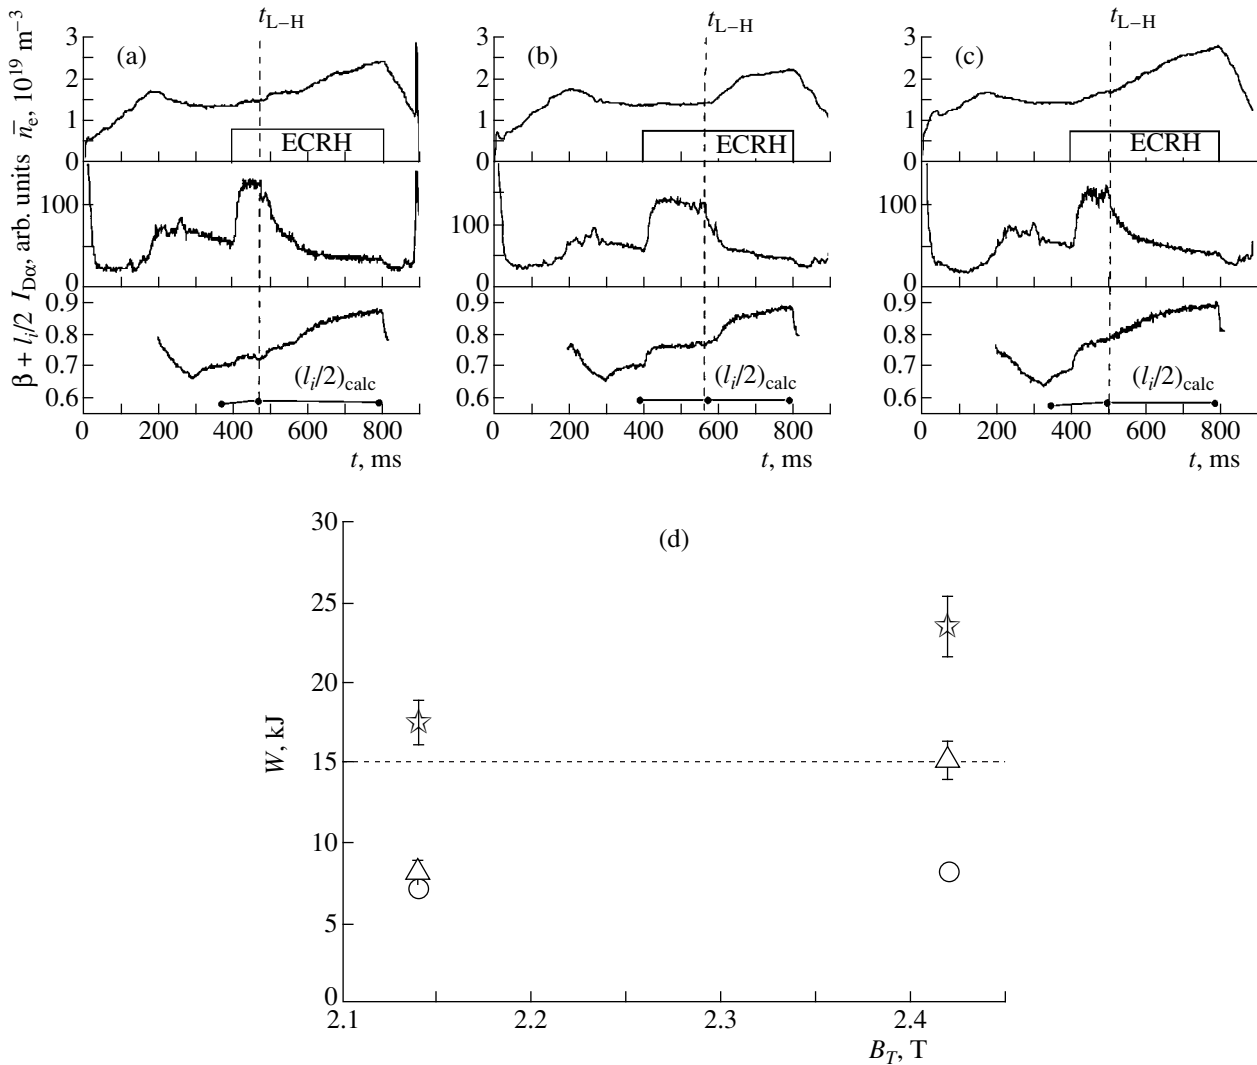 t_L–H
t_L–H
t_L–H
β + l_i/2 I_Dα, arb. units n̅_e, 10^19 m^–3
3
2
1
0
(a)
ECRH
3
2
1
0
(b)
ECRH
3
2
1
0
(c)
ECRH
100
0
100
0
100
0
0.9
0.8
0.7
0.6
(l_i/2)_calc
0.9
0.8
0.7
0.6
(l_i/2)_calc
0.9
0.8
0.7
0.6
(l_i/2)_calc
0 200 400 600 800
0 200 400 600 800
0 200 400 600 800
t, ms
t, ms
t, ms
(d)
W, kJ
30
25
20
15
10
5
0
2.1 2.2 2.3 2.4
B_T, T